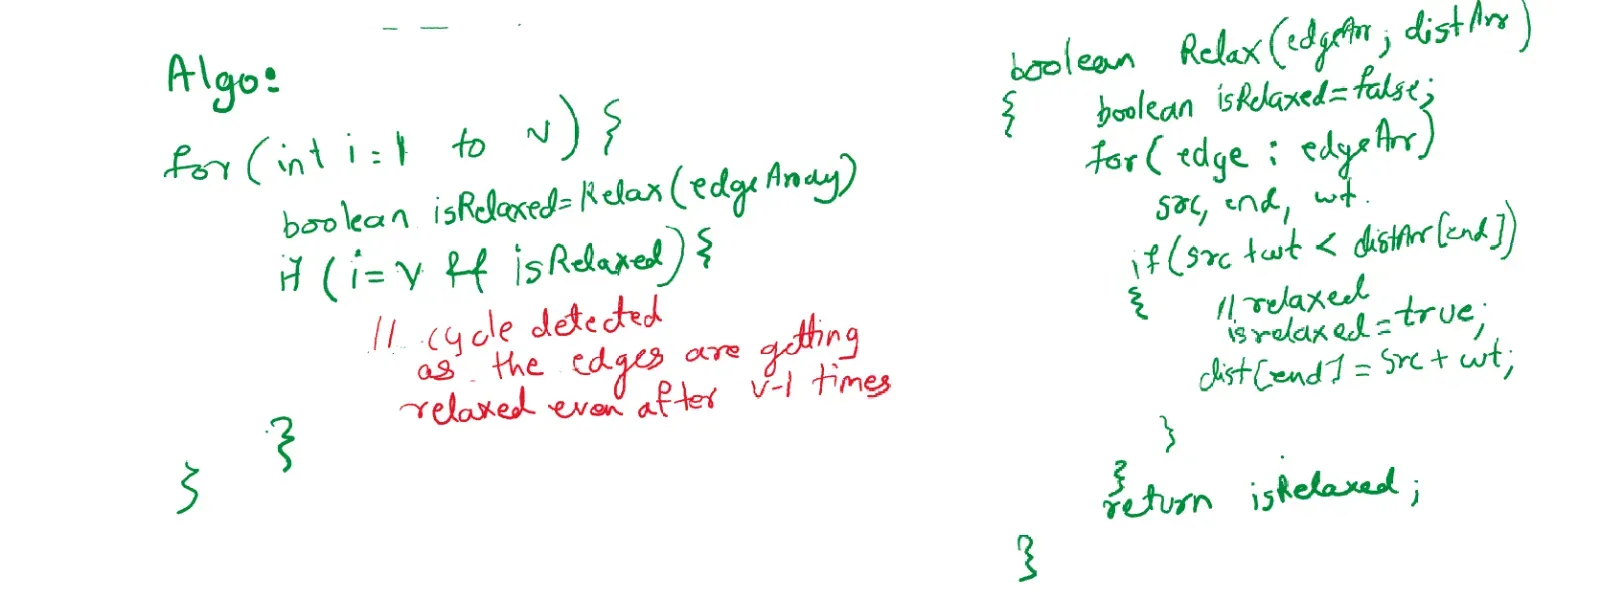 Algo:
for (int i = 1 to v) {
boolean isRelaxed = Relax (edgeArray)
if (i = v && isRelaxed) {
// cycle detected
as the edges are getting
relaxed even after v-1 times
}
}
boolean Relax (edgeArr, distArr)
{
boolean isRelaxed = false;
for (edge : edgeArr)
src, end, wt.
if (src + wt < distArr[end])
{
// relaxed
isrelaxed = true;
dist[end] = src + wt;
}
}
return isRelaxed;
}